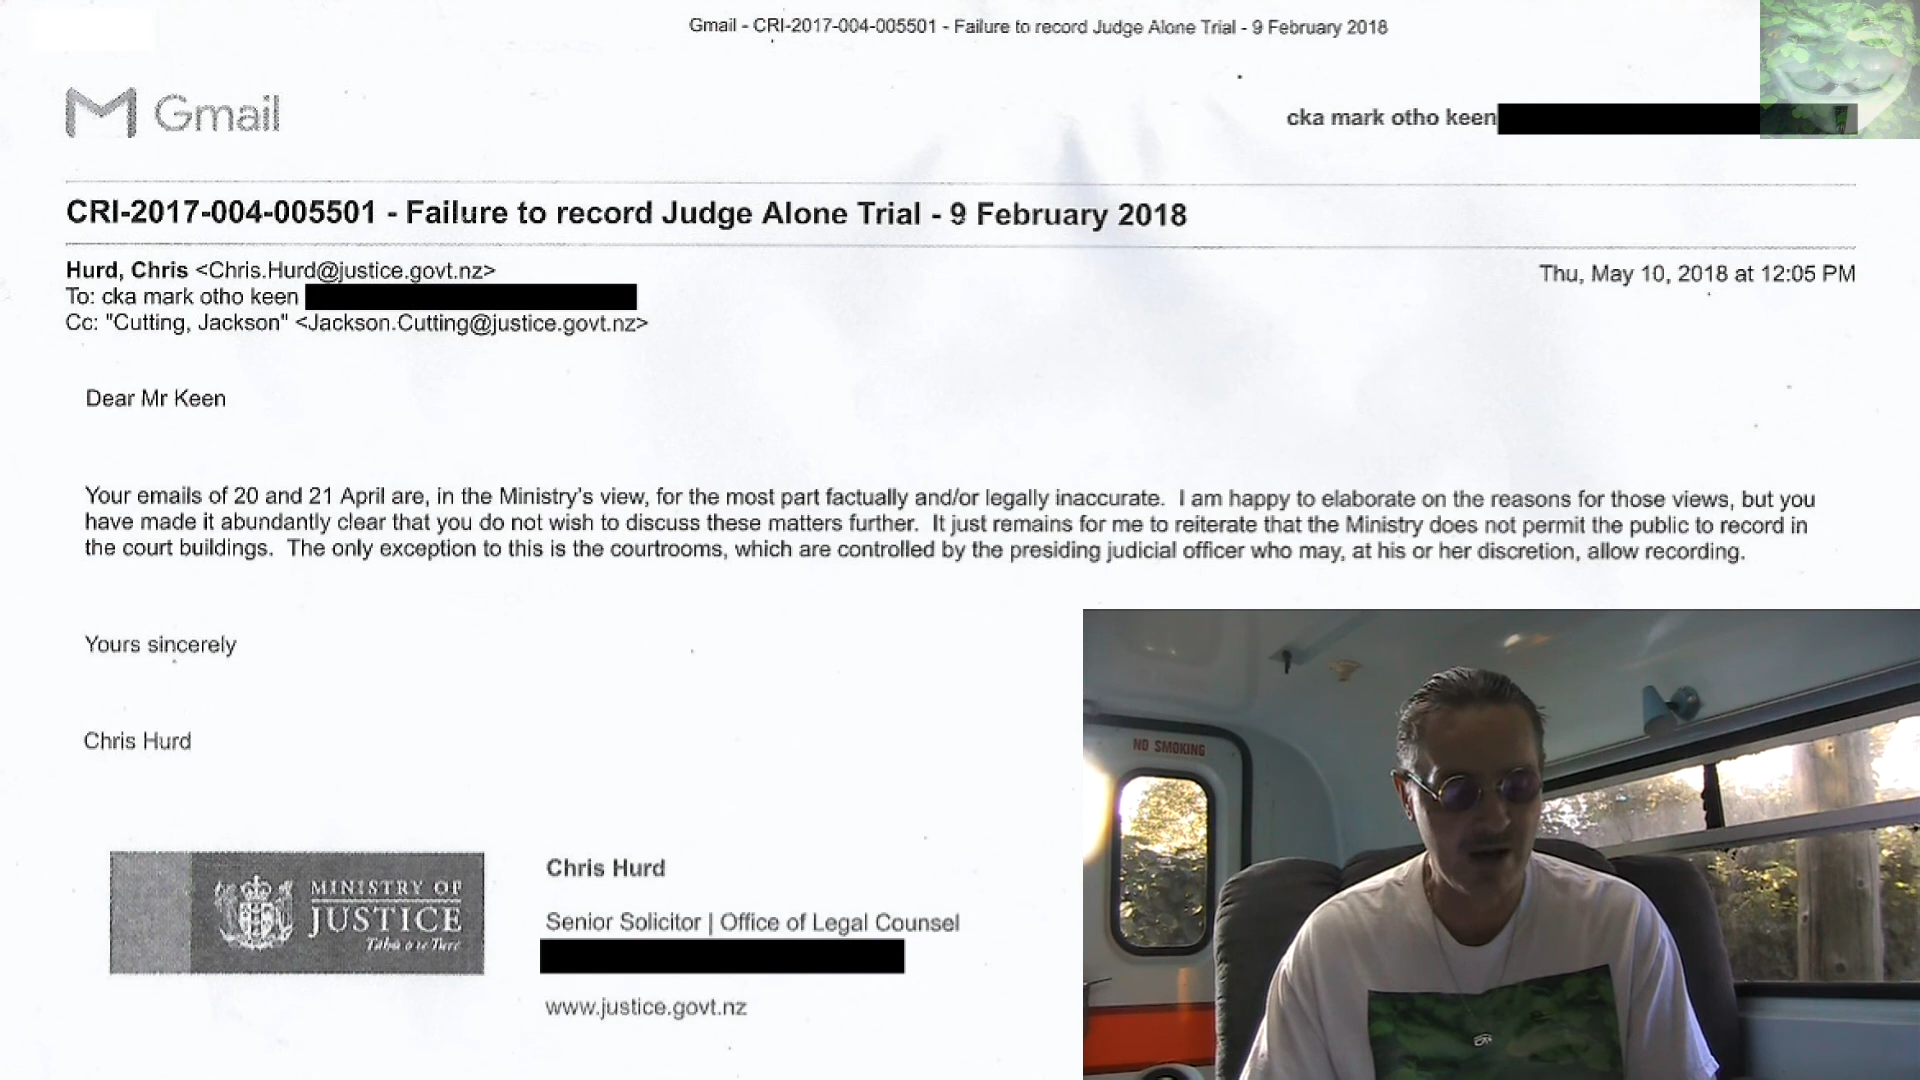 Gmail - CRI-2017-004-005501 - Failure to record Judge Alone Trial - 9 February 2018
Gmail
cka mark otho keen
CRI-2017-004-005501 - Failure to record Judge Alone Trial - 9 February 2018
Hurd, Chris <Chris.Hurd@justice.govt.nz>
Thu, May 10, 2018 at 12:05 PM
To: cka mark otho keen
Cc: "Cutting, Jackson" <Jackson.Cutting@justice.govt.nz>
Dear Mr Keen
Your emails of 20 and 21 April are, in the Ministry's view, for the most part factually and/or legally inaccurate. I am happy to elaborate on the reasons for those views, but you
have made it abundantly clear that you do not wish to discuss these matters further. It just remains for me to reiterate that the Ministry does not permit the public to record in
the court buildings. The only exception to this is the courtrooms, which are controlled by the presiding judicial officer who may, at his or her discretion, allow recording.
Yours sincerely
Chris Hurd
MINISTRY OF
JUSTICE
Tāhū o te Ture
Chris Hurd
Senior Solicitor | Office of Legal Counsel
www.justice.govt.nz
NO SMOKING